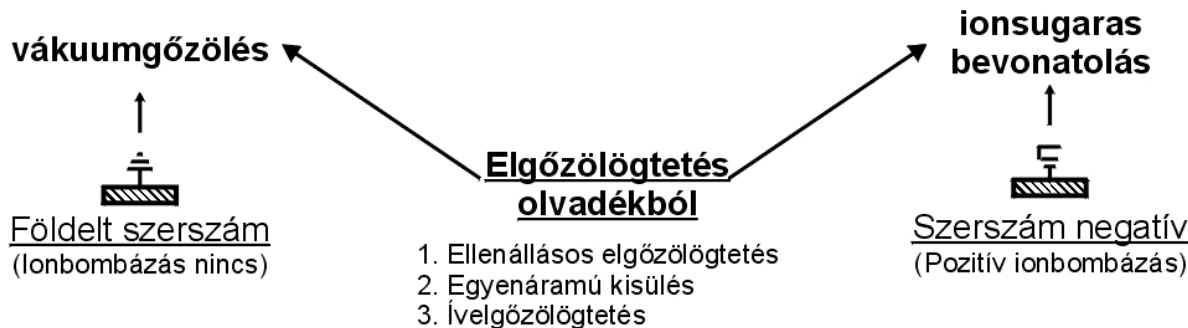 vákuumgőzölés
Földelt szerszám
(Ionbombázás nincs)
Elgőzölögtetés
olvadékból
1. Ellenállásos elgőzölögtetés
2. Egyenáramú kisülés
3. Ívelgőzölögtetés
ionsugaras
bevonatolás
Szerszám negatív
(Pozitív ionbombázás)